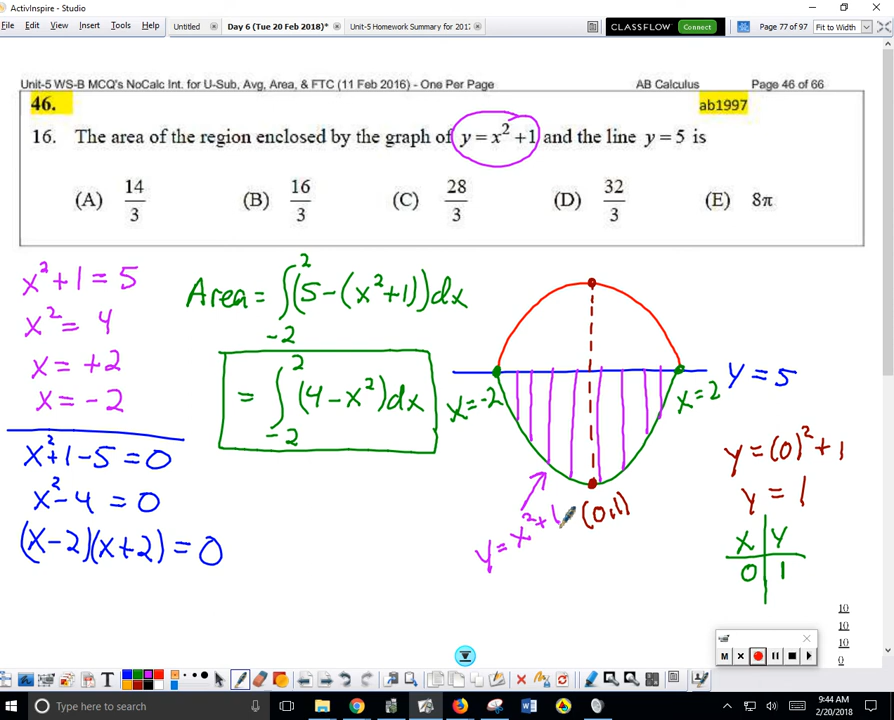 ActivInspire - Studio
File Edit View Insert Tools Help
Untitled
Day 6 (Tue 20 Feb 2018)*
Unit-5 Homework Summary for 201
CLASSFLOW
Connect
Page 77 of 97
Fit to Width
Unit-5 WS-B MCQ's NoCalc Int. for U-Sub, Avg, Area, & FTC (11 Feb 2016) - One Per Page AB Calculus Page 46 of 66
46.
ab1997
16. The area of the region enclosed by the graph of y = x² + 1 and the line y = 5 is
(A) 14/3 (B) 16/3 (C) 28/3 (D) 32/3 (E) 8π
x² + 1 = 5
x² = 4
x = +2
x = -2
x² + 1 - 5 = 0
x² - 4 = 0
(x - 2)(x + 2) = 0
Area = ∫₋₂² (5 - (x² + 1)) dx
= ∫₋₂² (4 - x²) dx
y = 5
x = -2
x = 2
y = x² + 1
(0,1)
y = (0)² + 1
y = 1
x y
0 1
10
10
10
0
M
Type here to search
9:44 AM
2/20/2018